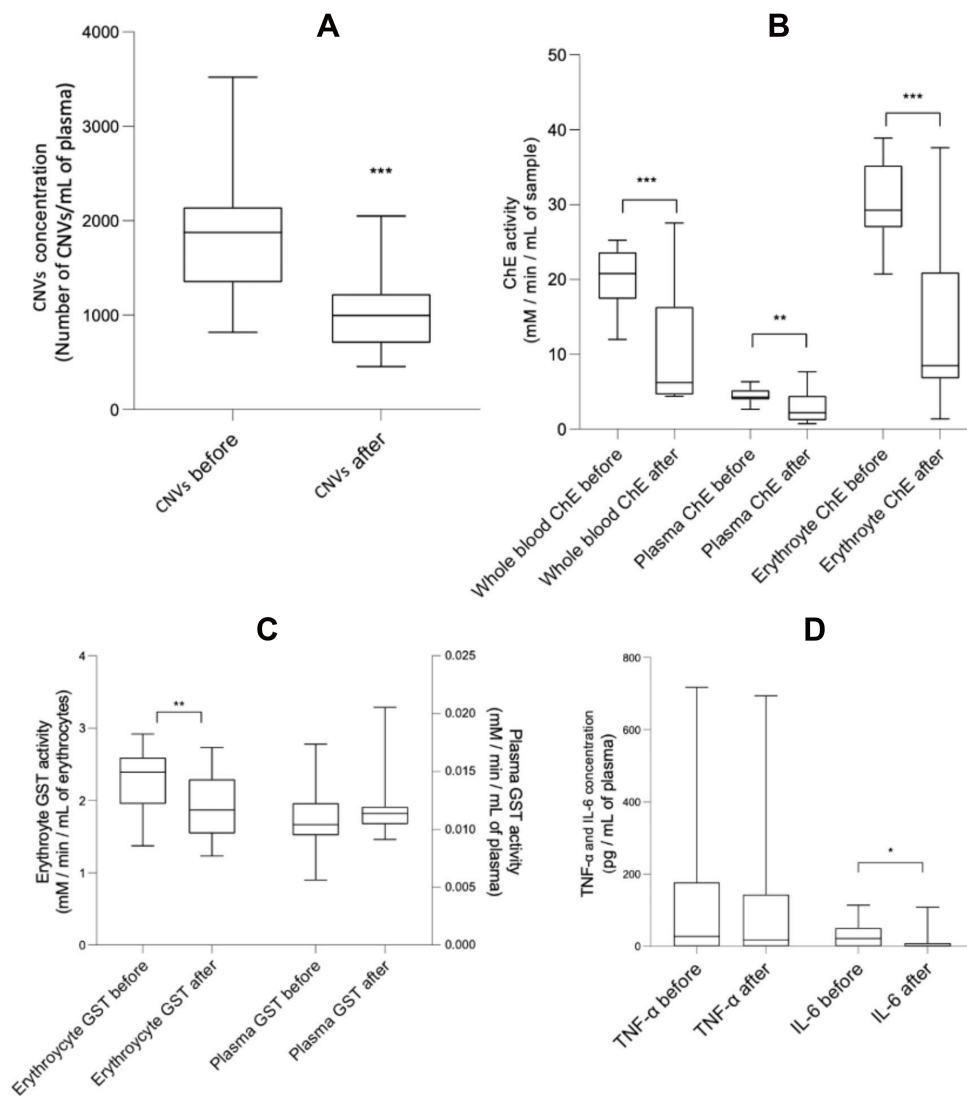 A
CNVs concentration
(Number of CNVs/mL of plasma)
4000
3000
2000
1000
0
***
CNVs before
CNVs after
B
ChE activity
(mM / min / mL of sample)
50
40
30
20
10
0
***
**
***
Whole blood ChE before
Whole blood ChE after
Plasma ChE before
Plasma ChE after
Erythroyte ChE before
Erythroyte ChE after
C
Erythroyte GST activity
(mM / min / mL of erythrocytes)
4
3
2
1
0
**
0.025
0.020
0.015
0.010
0.005
0.000
Plasma GST activity
(mM / min / mL of plasma)
Erythroycyte GST before
Erythroycyte GST after
Plasma GST before
Plasma GST after
D
TNF-α and IL-6 concentration
(pg / mL of plasma)
800
600
400
200
0
*
TNF-α before
TNF-α after
IL-6 before
IL-6 after